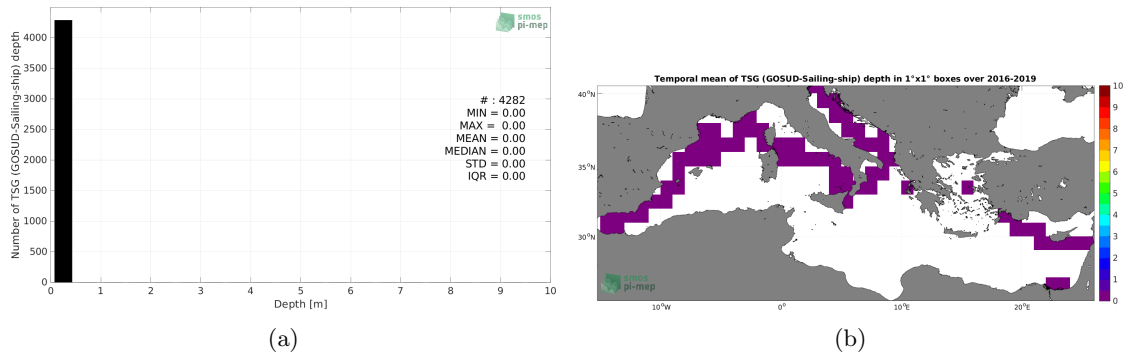 smos
pi-mep
Number of TSG (GOSUD-Sailing-ship) depth
4000
3500
3000
2500
2000
1500
1000
500
0
# : 4282
MIN = 0.00
MAX = 0.00
MEAN = 0.00
MEDIAN = 0.00
STD = 0.00
IQR = 0.00
0 1 2 3 4 5 6 7 8 9 10
Depth [m]
(a)
Temporal mean of TSG (GOSUD-Sailing-ship) depth in 1°x1° boxes over 2016-2019
40°N
35°N
30°N
10°W 0° 10°E 20°E
10
9
8
7
6
5
4
3
2
1
0
smos
pi-mep
(b)